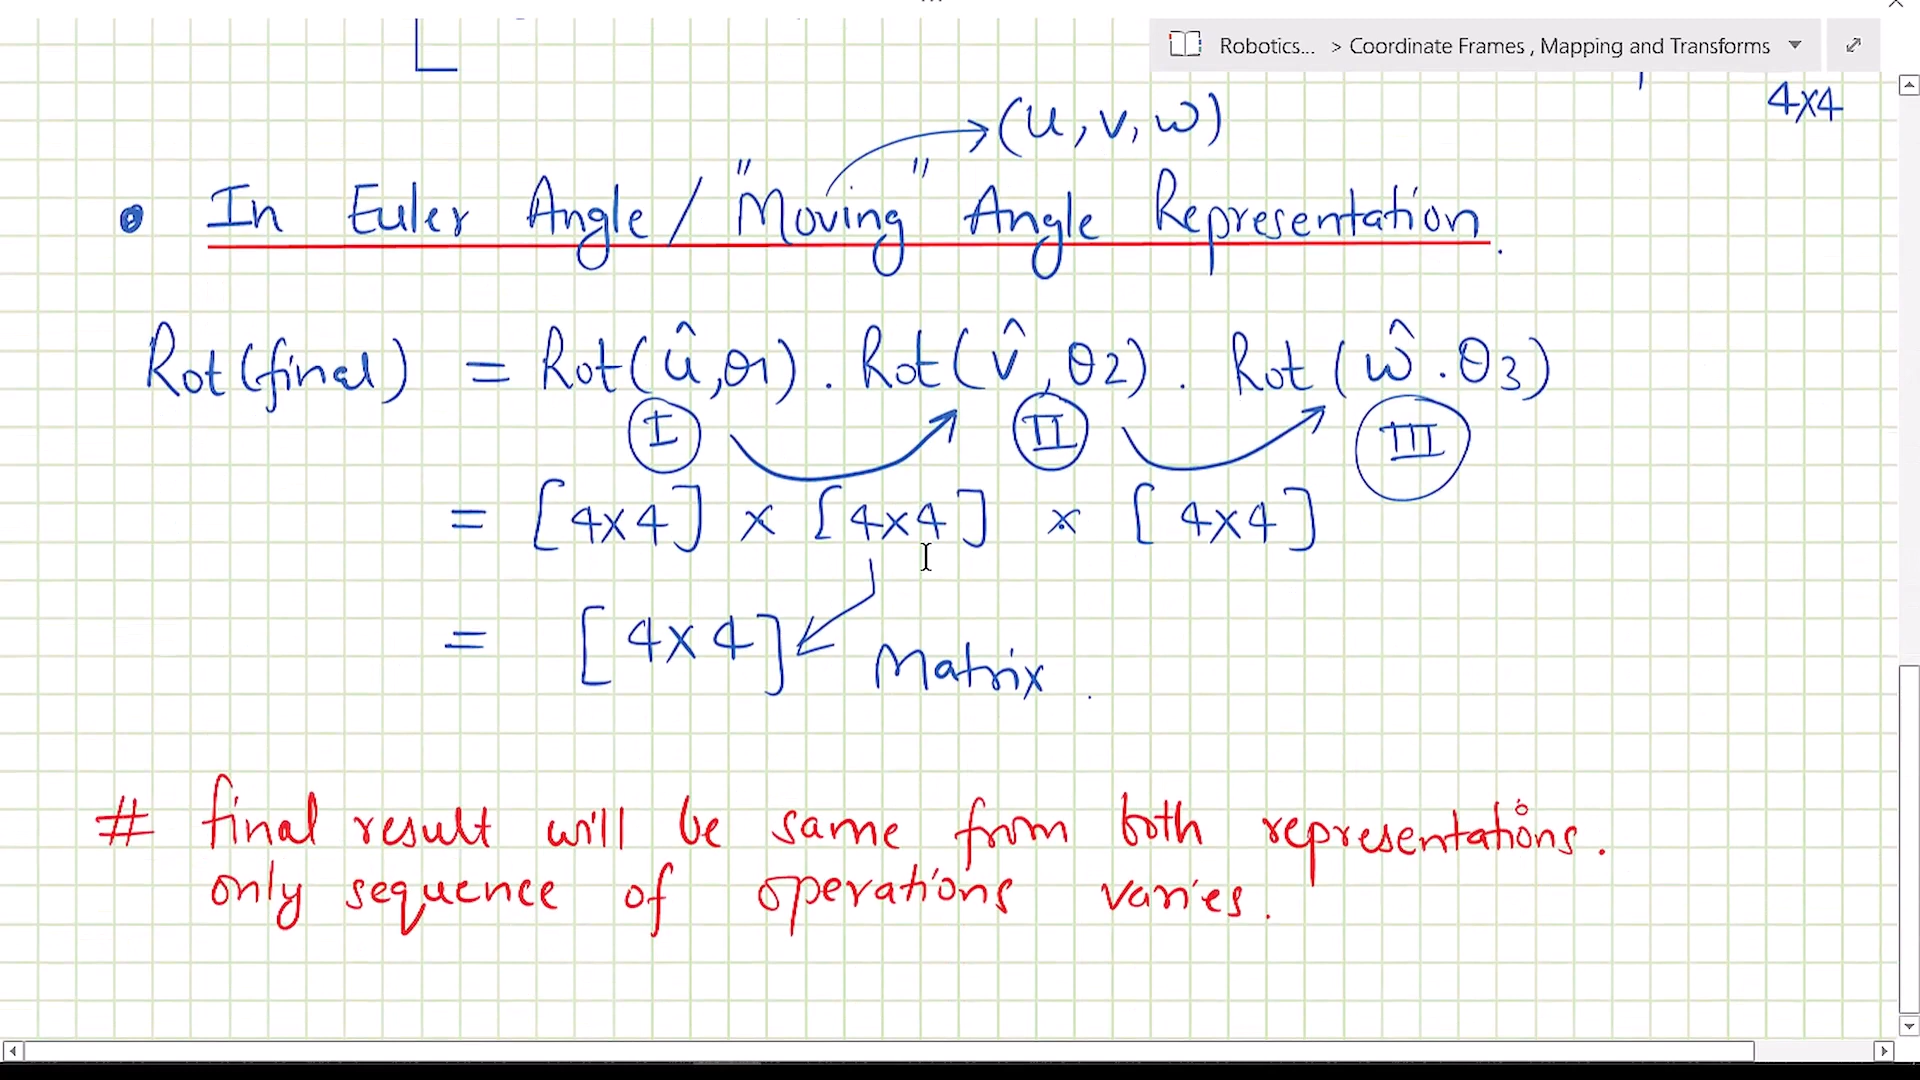 Robotics... > Coordinate Frames , Mapping and Transforms
4x4
(u, v, w)
• In Euler Angle / "Moving" Angle Representation.
Rot(final) = Rot(û, θ1) . Rot(v̂, θ2) . Rot(ŵ . θ3)
I II III
= [4x4] x [4x4] x [4x4]
= [4x4] Matrix.
# final result will be same from both representations.
only sequence of operations varies.